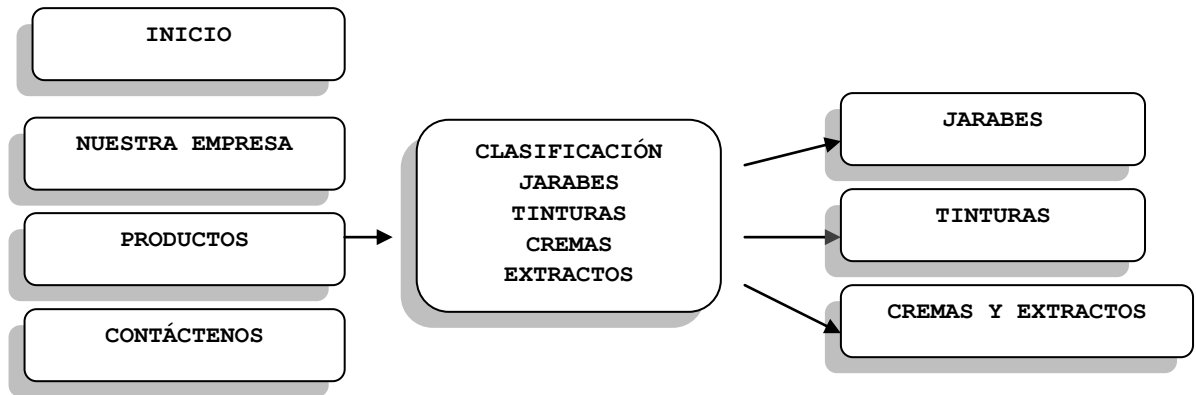 INICIO
NUESTRA EMPRESA
PRODUCTOS
CONTÁCTENOS
CLASIFICACIÓN
JARABES
TINTURAS
CREMAS
EXTRACTOS
JARABES
TINTURAS
CREMAS Y EXTRACTOS